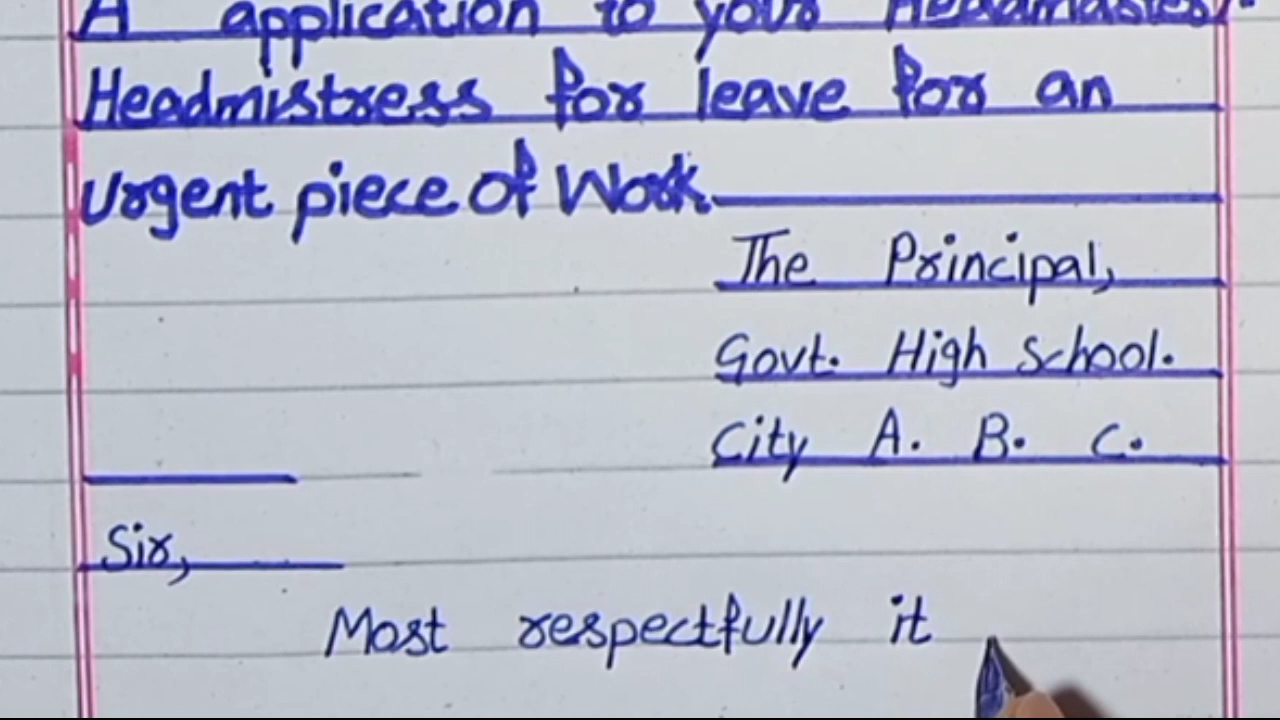 A application to your Headmaster/
Headmistress for leave for an
urgent piece of Work.
The Principal,
Govt. High School.
City A. B. C.
Sir,
Most respectfully it